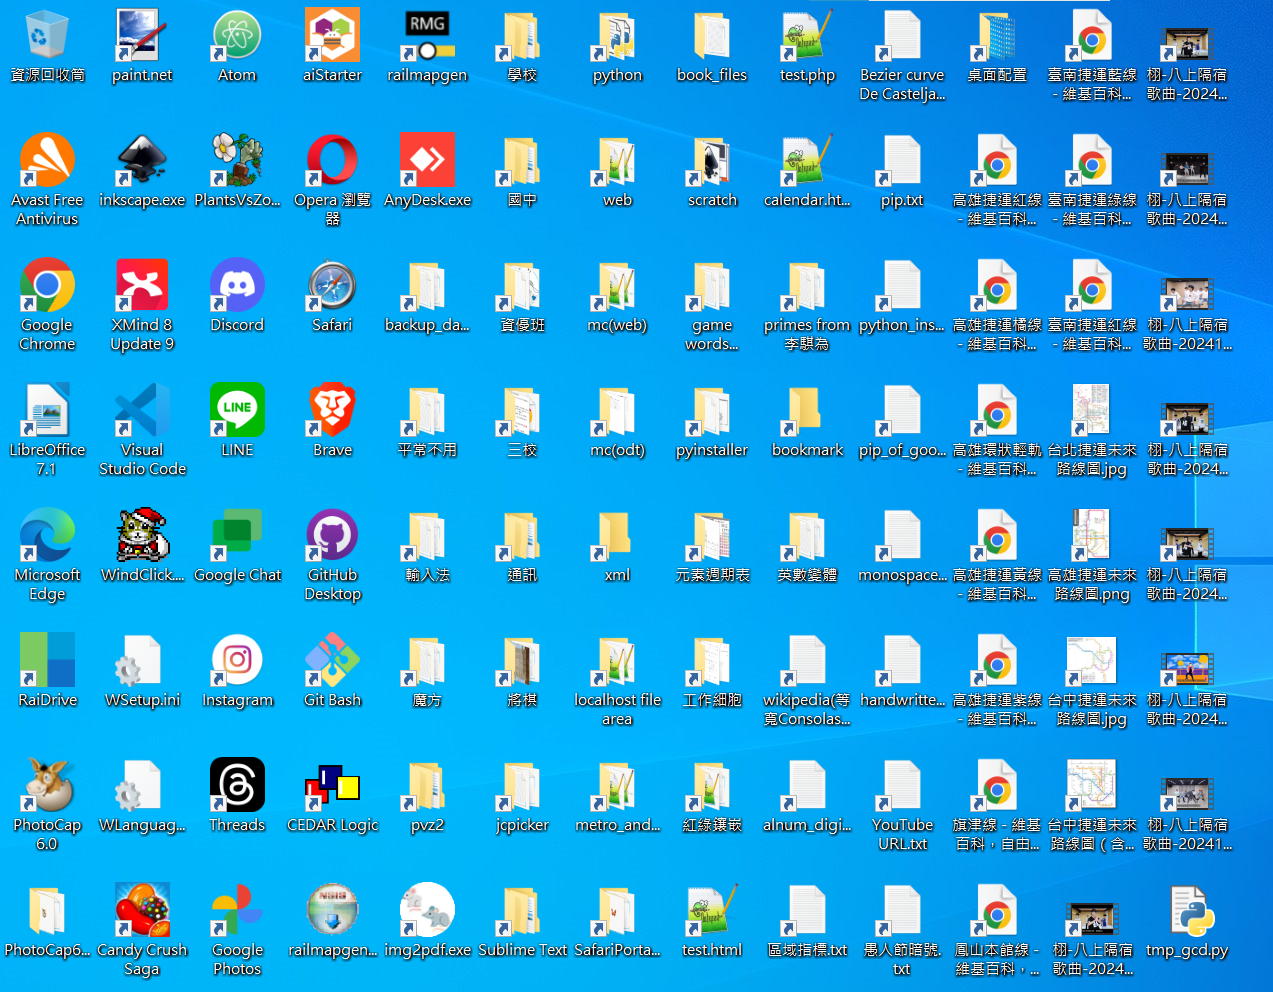 資源回收筒
paint.net
Atom
aiStarter
RMG
railmapgen
學校
python
book_files
test.php
Bezier curve
De Castelja...
桌面配置
臺南捷運藍線
- 維基百科...
栩-八上隔宿
歌曲-2024...
Avast Free
Antivirus
inkscape.exe
PlantsVsZo...
Opera 瀏覽
器
AnyDesk.exe
國中
web
scratch
calendar.ht...
pip.txt
高雄捷運紅線
- 維基百科...
臺南捷運綠線
- 維基百科...
栩-八上隔宿
歌曲-2024...
Google
Chrome
XMind 8
Update 9
Discord
Safari
backup_da...
資優班
mc(web)
game
words...
primes from
李騏為
python_ins...
高雄捷運橘線
- 維基百科...
臺南捷運紅線
- 維基百科...
栩-八上隔宿
歌曲-20241...
LibreOffice
7.1
Visual
Studio Code
LINE
LINE
Brave
平常不用
三校
mc(odt)
pyinstaller
bookmark
pip_of_goo...
高雄環狀輕軌
- 維基百科...
台北捷運未來
路線圖.jpg
栩-八上隔宿
歌曲-2024...
Microsoft
Edge
WindClick....
Google Chat
GitHub
Desktop
輸入法
通訊
xml
元素週期表
英數變體
monospace...
高雄捷運黃線
- 維基百科...
高雄捷運未來
路線圖.png
栩-八上隔宿
歌曲-2024...
RaiDrive
WSetup.ini
Instagram
Git Bash
魔方
將棋
localhost file
area
工作細胞
wikipedia(等
寬Consolas...
handwritte...
高雄捷運紫線
- 維基百科...
台中捷運未來
路線圖.jpg
栩-八上隔宿
歌曲-2024...
PhotoCap
6.0
WLanguag...
Threads
CEDAR Logic
pvz2
jcpicker
metro_and...
紅綠鑲嵌
alnum_digi...
YouTube
URL.txt
旗津線 - 維基
百科，自由...
台中捷運未來
路線圖（含...
栩-八上隔宿
歌曲-20241...
PhotoCap6...
Candy Crush
Saga
Google
Photos
NSIS
railmapgen...
img2pdf.exe
Sublime Text
SafariPorta...
test.html
區域指標.txt
愚人節暗號.
txt
鳳山本館線 -
維基百科，...
栩-八上隔宿
歌曲-2024...
tmp_gcd.py